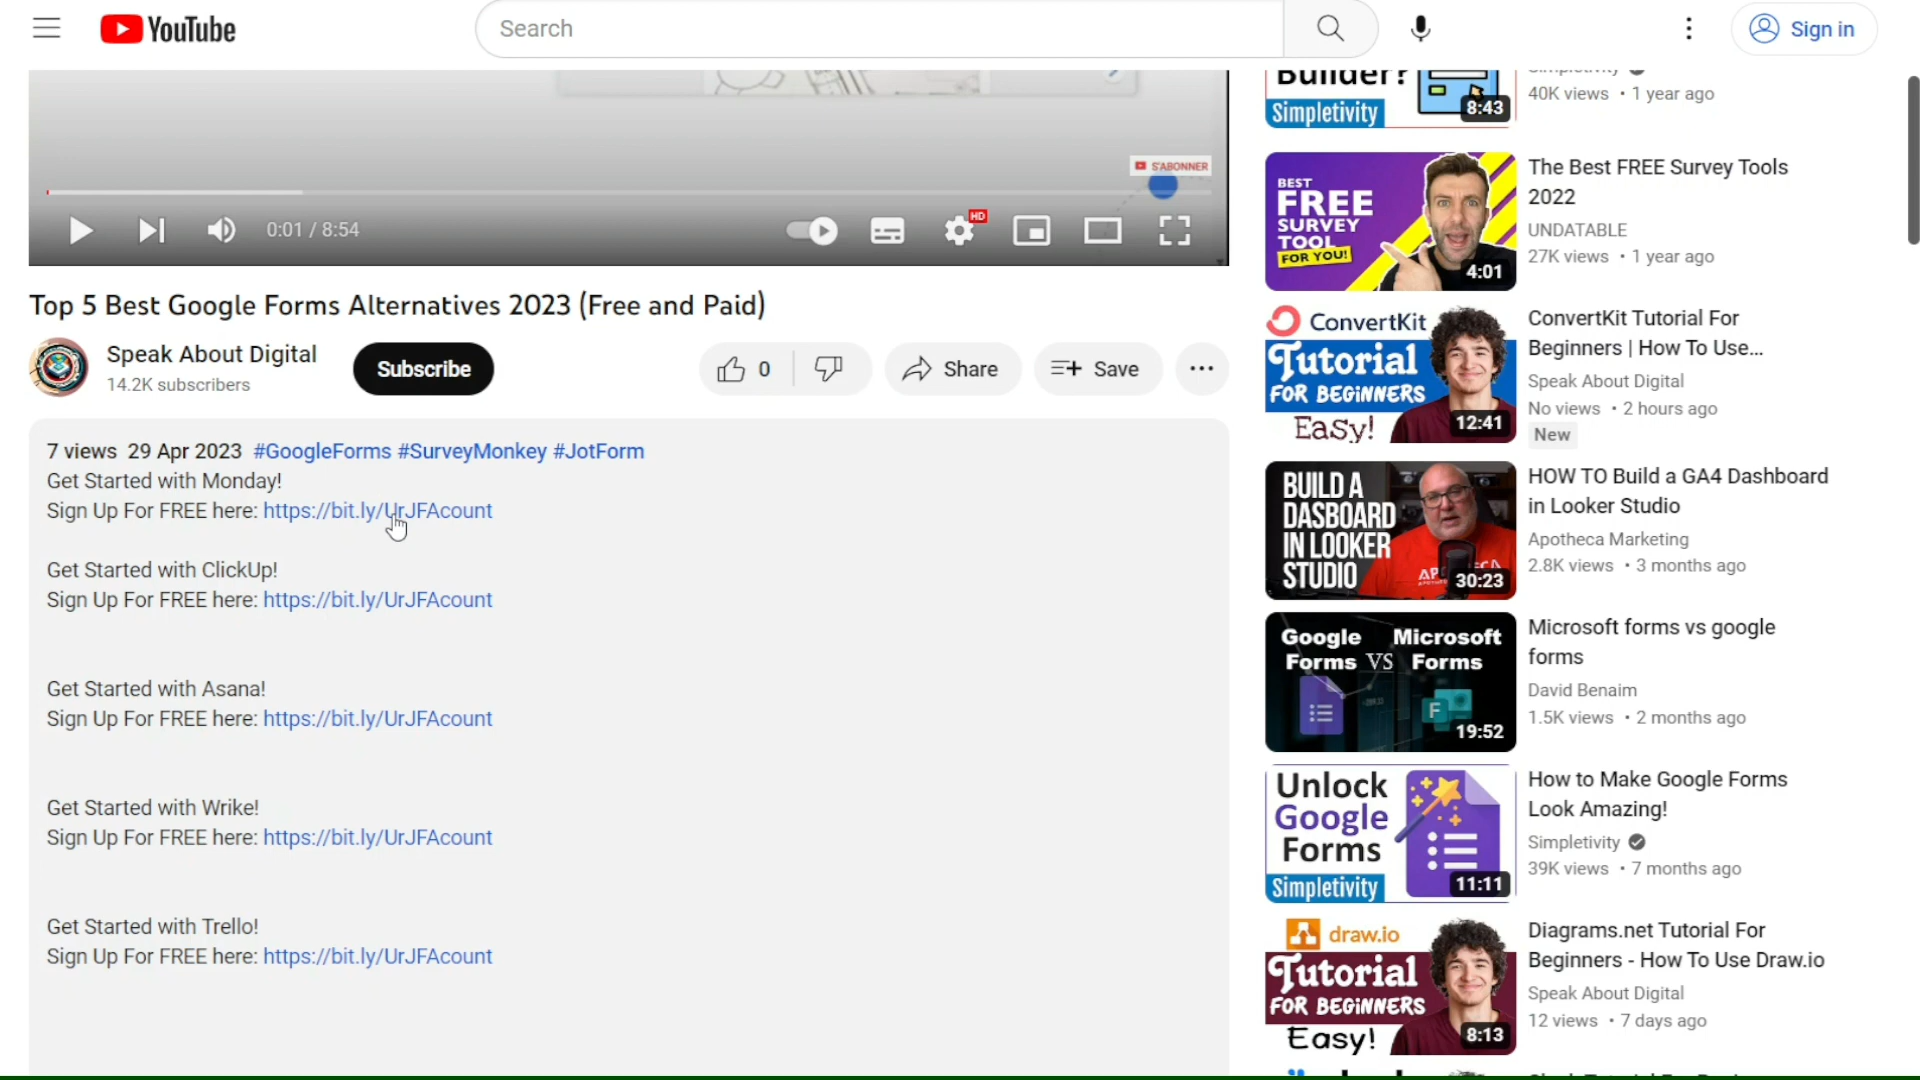 YouTube
Search
Sign in
S'ABONNER
0:01 / 8:54
HD
Top 5 Best Google Forms Alternatives 2023 (Free and Paid)
Speak About Digital
14.2K subscribers
Subscribe
0
Share
Save
7 views 29 Apr 2023 #GoogleForms #SurveyMonkey #JotForm
Get Started with Monday!
Sign Up For FREE here: https://bit.ly/UrJFAcount
Get Started with ClickUp!
Sign Up For FREE here: https://bit.ly/UrJFAcount
Get Started with Asana!
Sign Up For FREE here: https://bit.ly/UrJFAcount
Get Started with Wrike!
Sign Up For FREE here: https://bit.ly/UrJFAcount
Get Started with Trello!
Sign Up For FREE here: https://bit.ly/UrJFAcount
Builder?
Simpletivity
8:43
Simpletivity
40K views • 1 year ago
BEST
FREE
SURVEY
TOOL
FOR YOU!
4:01
The Best FREE Survey Tools
2022
UNDATABLE
27K views • 1 year ago
ConvertKit
Tutorial
FOR BEGINNERS
Easy!
12:41
ConvertKit Tutorial For
Beginners | How To Use...
Speak About Digital
No views • 2 hours ago
New
BUILD A
DASBOARD
IN LOOKER
STUDIO
30:23
HOW TO Build a GA4 Dashboard
in Looker Studio
Apotheca Marketing
2.8K views • 3 months ago
Google Microsoft
Forms VS Forms
F
19:52
Microsoft forms vs google
forms
David Benaim
1.5K views • 2 months ago
Unlock
Google
Forms
Simpletivity
11:11
How to Make Google Forms
Look Amazing!
Simpletivity
39K views • 7 months ago
draw.io
Tutorial
FOR BEGINNERS
Easy!
8:13
Diagrams.net Tutorial For
Beginners - How To Use Draw.io
Speak About Digital
12 views • 7 days ago